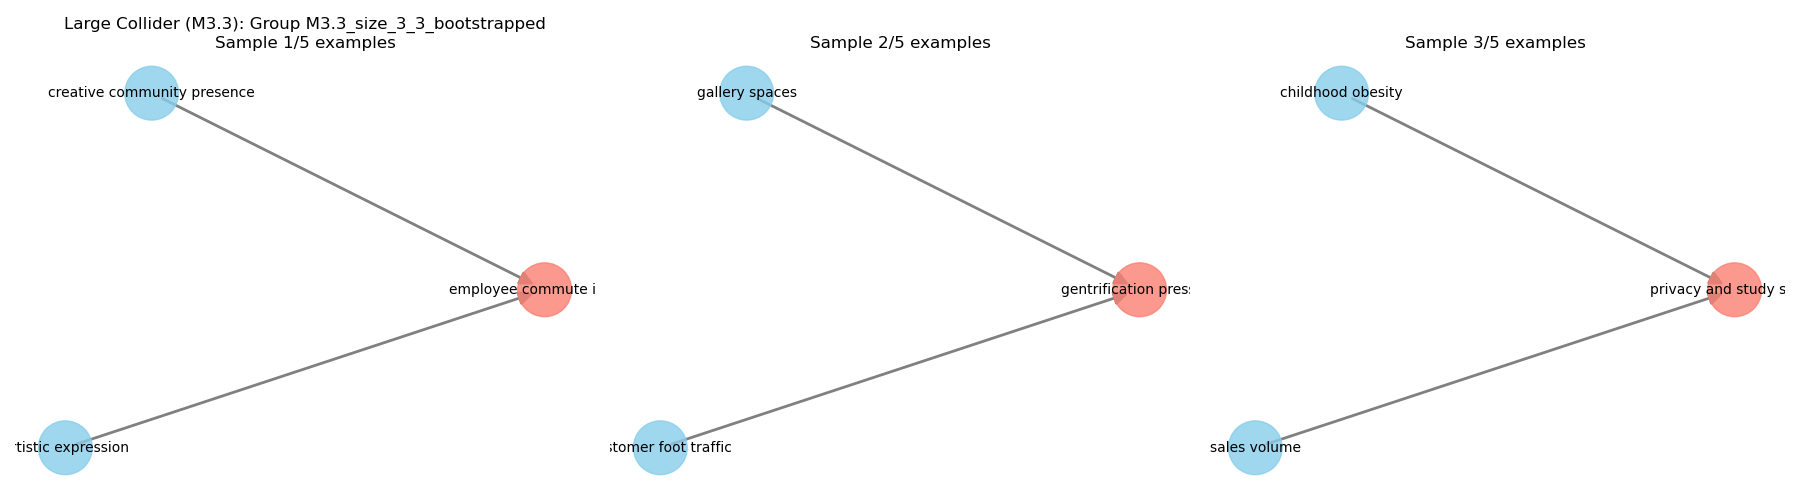 Large Collider (M3.3): Group M3.3_size_3_3_bootstrapped
Sample 1/5 examples
creative community presence
employee commute i
tistic expression
Sample 2/5 examples
gallery spaces
gentrification press
stomer foot traffic
Sample 3/5 examples
childhood obesity
privacy and study s
sales volume